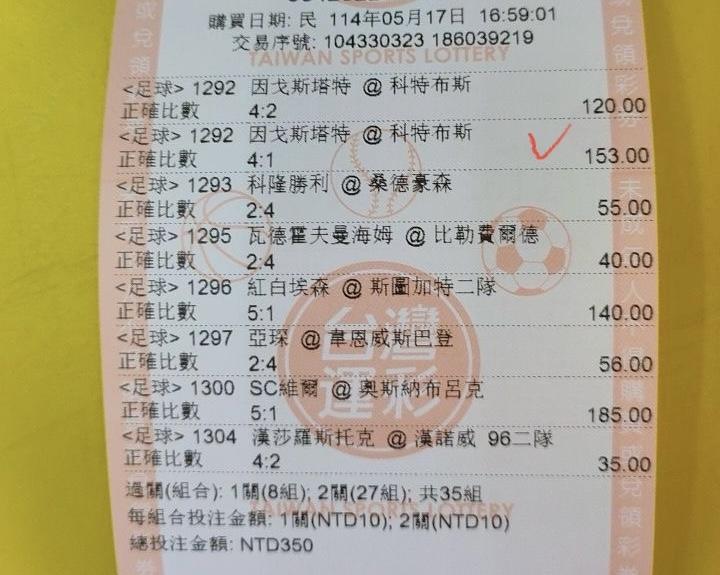 購買日期: 民 114年05月17日 16:59:01
交易序號: 104330323 186039219
TAIWAN SPORTS LOTTERY
<足球> 1292 因戈斯塔特 @ 科特布斯
正確比數 4:2 120.00
<足球> 1292 因戈斯塔特 @ 科特布斯
正確比數 4:1 153.00
<足球> 1293 科隆勝利 @ 桑德豪森
正確比數 2:4 55.00
<足球> 1295 瓦德霍夫曼海姆 @ 比勒費爾德
正確比數 2:4 40.00
<足球> 1296 紅白埃森 @ 斯圖加特二隊
正確比數 5:1 140.00
<足球> 1297 亞琛 @ 韋恩威斯巴登
正確比數 2:4 56.00
<足球> 1300 SC維爾 @ 奧斯納布呂克
正確比數 5:1 185.00
<足球> 1304 漢莎羅斯托克 @ 漢諾威 96二隊
正確比數 4:2 35.00
台灣
運彩
過關(組合): 1關(8組); 2關(27組); 共35組
TAIWAN SPORTS LOTTERY
每組合投注金額: 1關(NTD10); 2關(NTD10)
總投注金額: NTD350